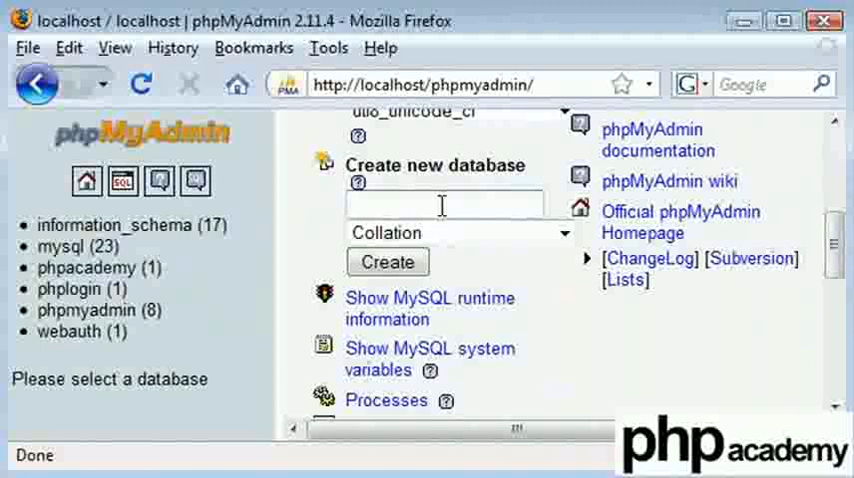 localhost / localhost | phpMyAdmin 2.11.4 - Mozilla Firefox
File Edit View History Bookmarks Tools Help
PMA http://localhost/phpmyadmin/ G Google
phpMyAdmin
SQL
information_schema (17)
mysql (23)
phpacademy (1)
phplogin (1)
phpmyadmin (8)
webauth (1)
Please select a database
utf8_unicode_ci
Create new database
Collation
Create
Show MySQL runtime
information
Show MySQL system
variables
Processes
phpMyAdmin
documentation
phpMyAdmin wiki
Official phpMyAdmin
Homepage
[ChangeLog] [Subversion]
[Lists]
Done
php academy